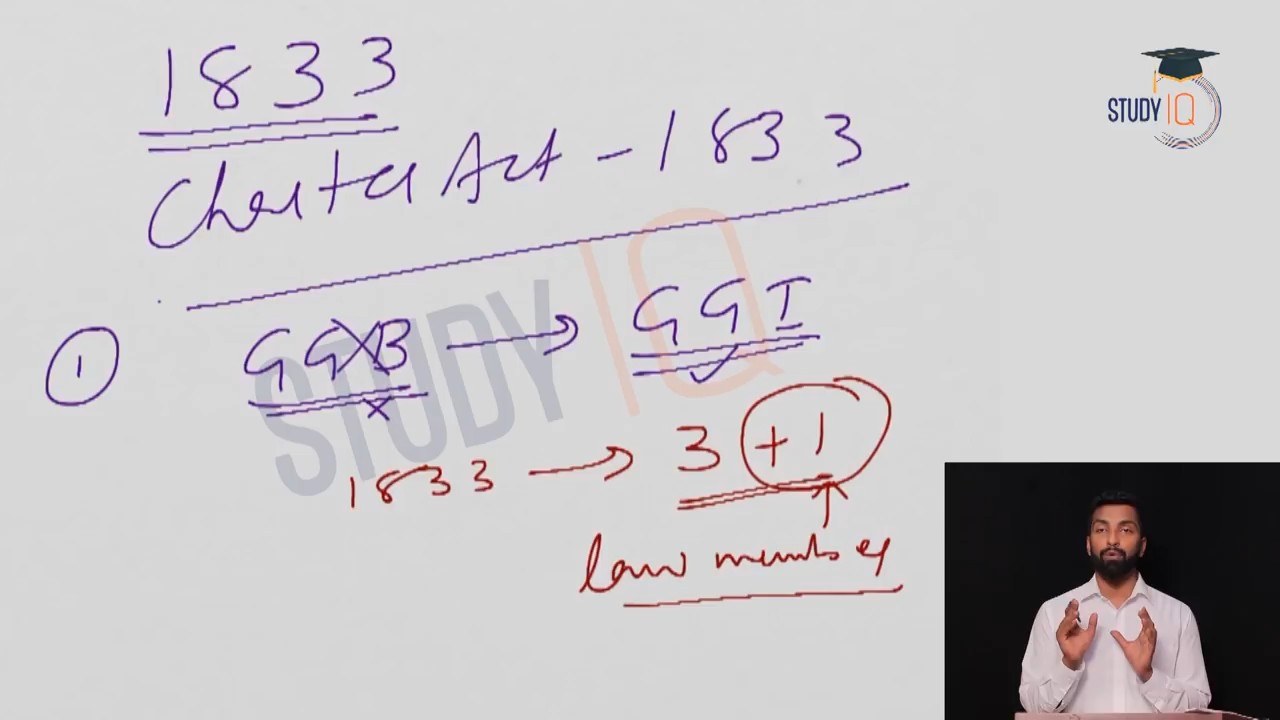 1833
Charter Act - 1833
1 GGB → GGI
1833 → 3 +1
law member
STUDY IQ
STUDY IQ